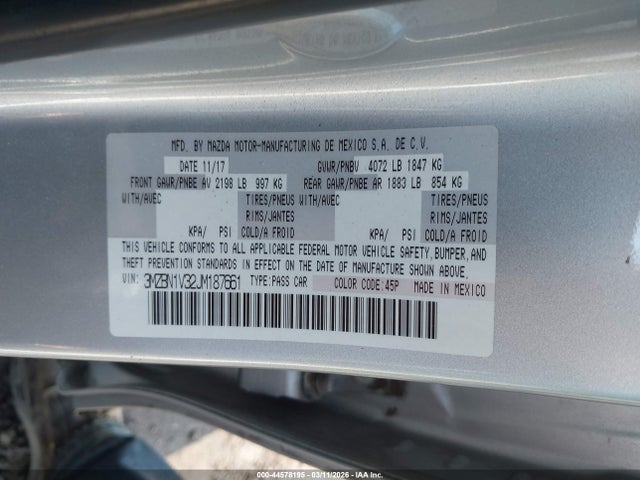 MFD. BY MAZDA MOTOR-MANUFACTURING DE MEXICO S.A. DE C.V.
DATE 11/17 GVWR/PNBV 4072 LB 1847 KG
FRONT GAWR/PNBE AV 2198 LB 997 KG REAR GAWR/PNBE AR 1883 LB 854 KG
WITH/AVEC TIRES/PNEUS WITH/AVEC TIRES/PNEUS
RIMS/JANTES RIMS/JANTES
KPA/ PSI COLD/A FROID KPA/ PSI COLD/A FROID
THIS VEHICLE CONFORMS TO ALL APPLICABLE FEDERAL MOTOR VEHICLE SAFETY, BUMPER, AND
THEFT PREVENTION STANDARDS IN EFFECT ON THE DATE OF MANUFACTURE SHOWN ABOVE.
VIN: 3MZBN1V32JM187661 TYPE:PASS CAR COLOR CODE:45P MADE IN MEXICO
000-44578195 - 03/11/2026 - IAAI.COM